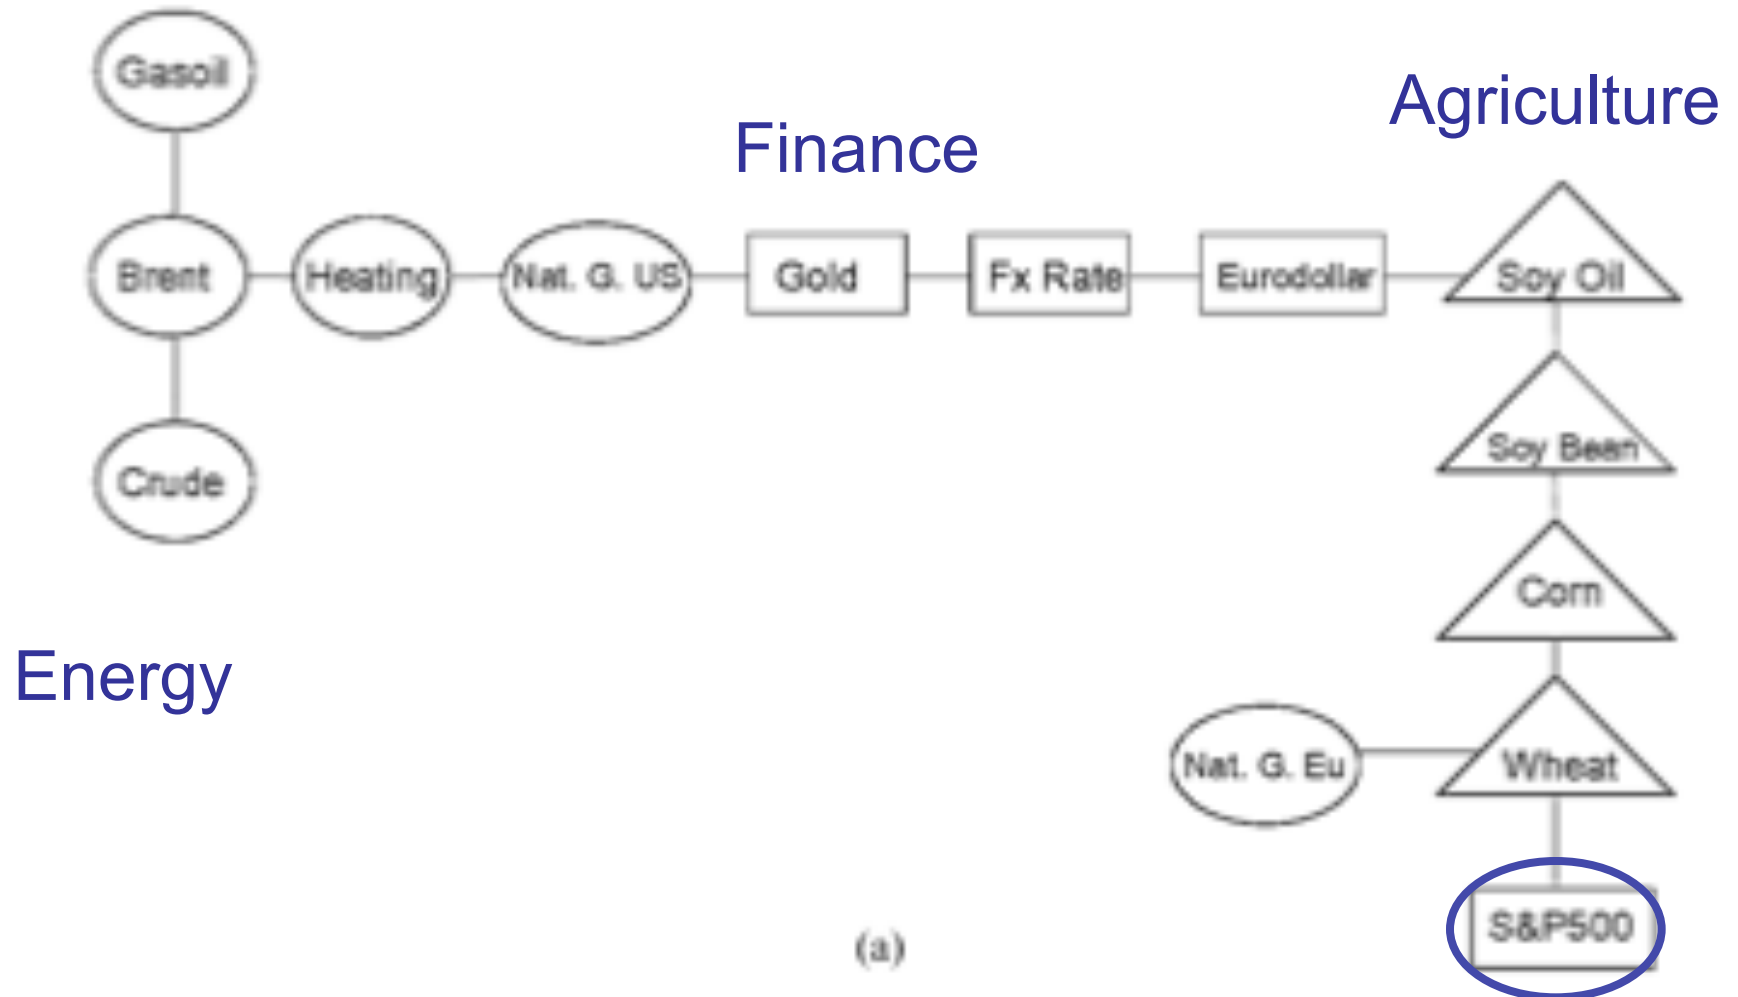 Gasoil
Agriculture
Finance
Brent
Heating
Nat. G. US
Gold
Fx Rate
Eurodollar
Soy Oil
Soy Bean
Crude
Corn
Energy
Nat. G. Eu
Wheat
S&P500
(a)